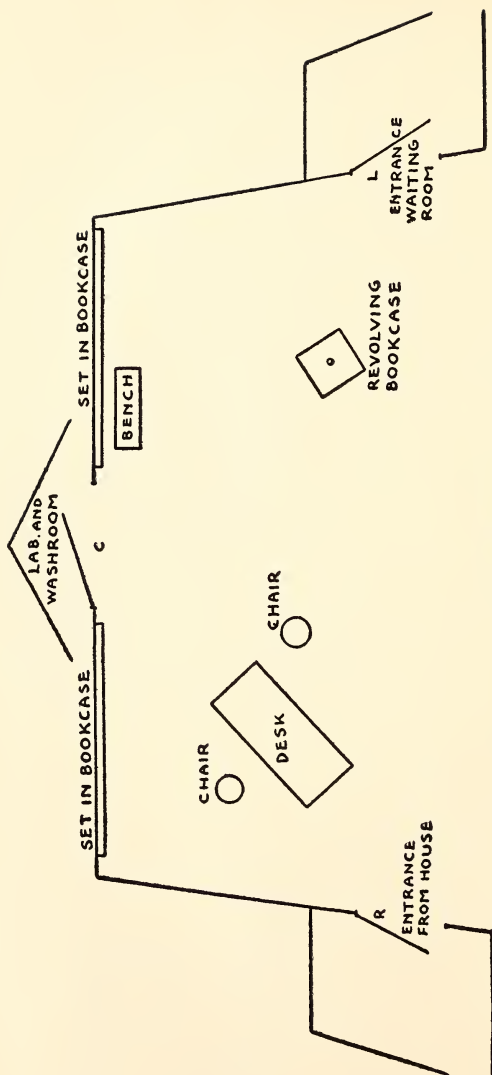 LAB. AND
WASHROOM
SET IN BOOKCASE
SET IN BOOKCASE
C
BENCH
CHAIR
CHAIR
DESK
REVOLVING
BOOKCASE
R
ENTRANCE
FROM HOUSE
L
ENTRANCE
WAITING
ROOM